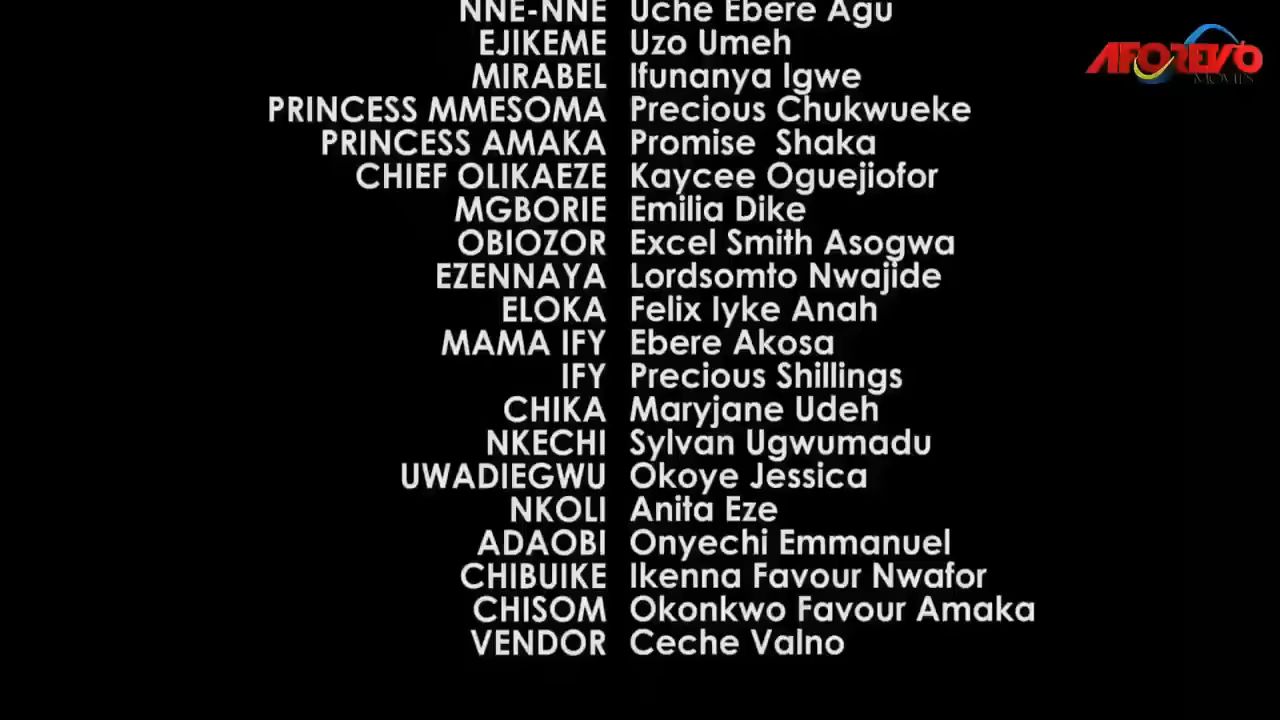 NNE-NNE Uche Ebere Agu
EJIKEME Uzo Umeh
MIRABEL Ifunanya Igwe
PRINCESS MMESOMA Precious Chukwueke
PRINCESS AMAKA Promise Shaka
CHIEF OLIKAEZE Kaycee Oguejiofor
MGBORIE Emilia Dike
OBIOZOR Excel Smith Asogwa
EZENNAYA Lordsomto Nwajide
ELOKA Felix Iyke Anah
MAMA IFY Ebere Akosa
IFY Precious Shillings
CHIKA Maryjane Udeh
NKECHI Sylvan Ugwumadu
UWADIEGWU Okoye Jessica
NKOLI Anita Eze
ADAOBI Onyechi Emmanuel
CHIBUIKE Ikenna Favour Nwafor
CHISOM Okonkwo Favour Amaka
VENDOR Ceche Valno
AFOREVO
MOVIES